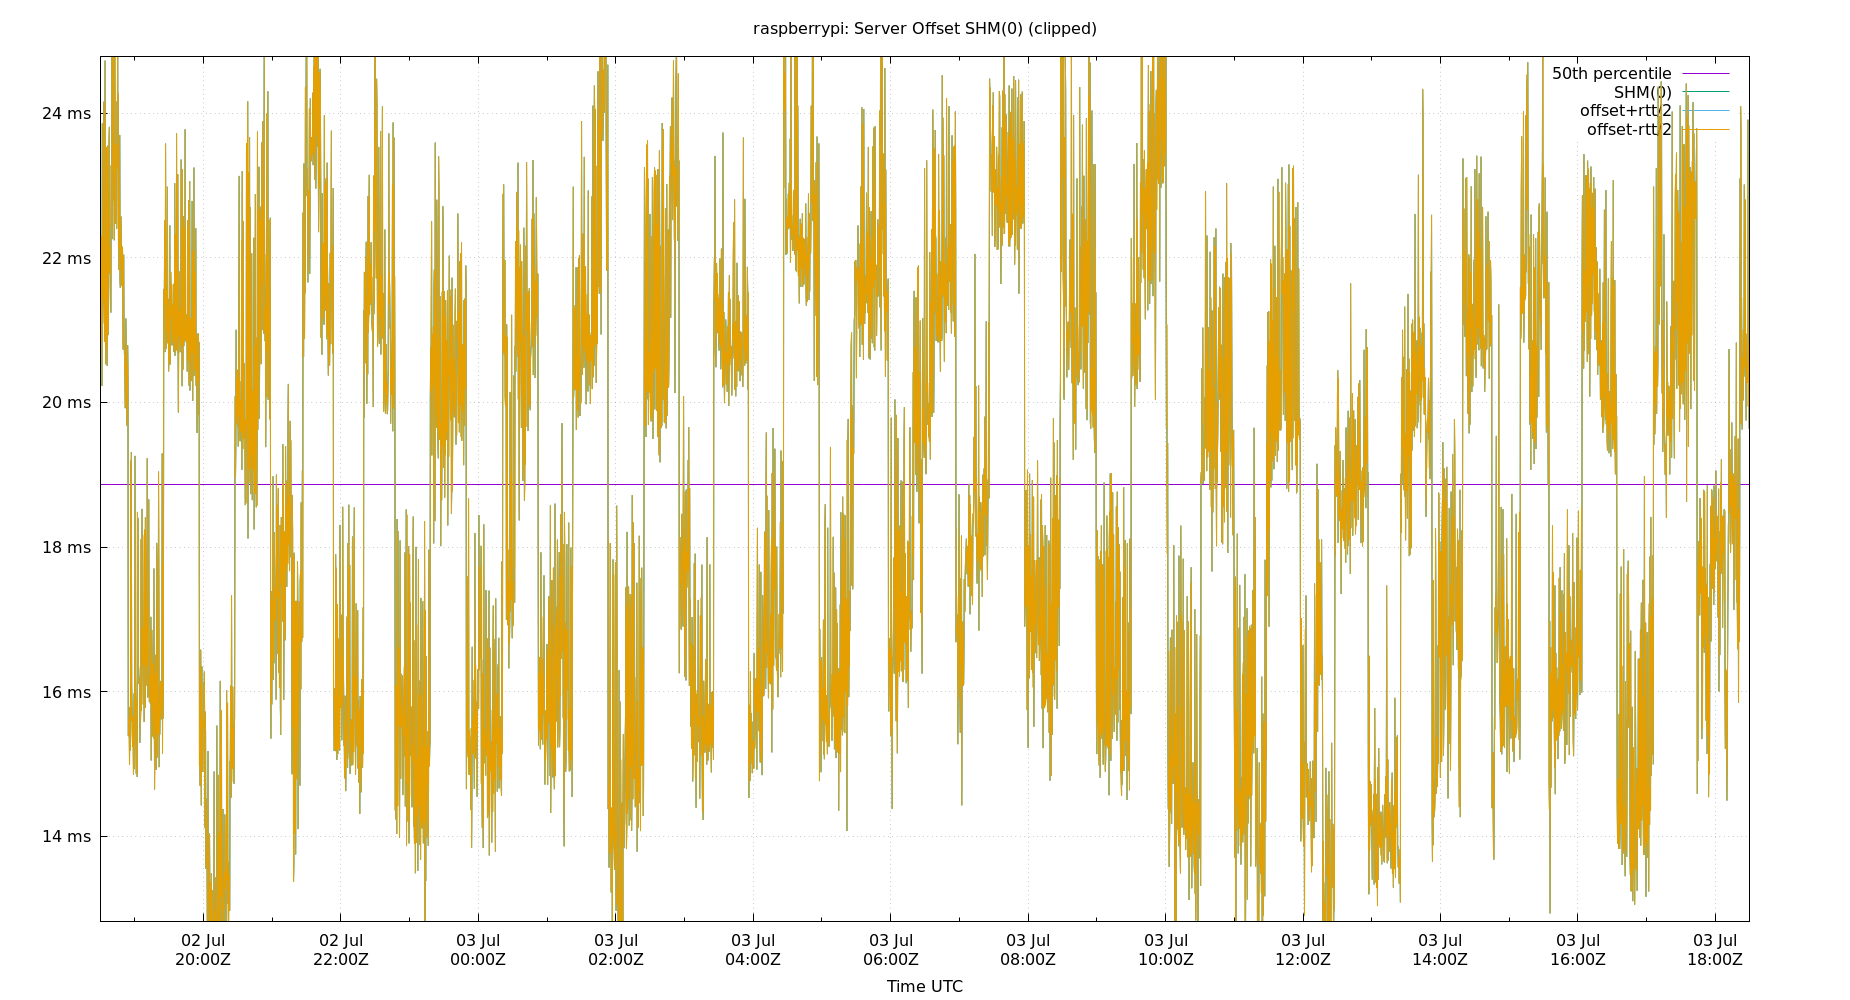 raspberrypi: Server Offset SHM(0) (clipped)
50th percentile
SHM(0)
offset+rtt/2
offset-rtt/2
24 ms
22 ms
20 ms
18 ms
16 ms
14 ms
02 Jul 02 Jul 03 Jul 03 Jul 03 Jul 03 Jul 03 Jul 03 Jul 03 Jul 03 Jul 03 Jul 03 Jul
20:00Z 22:00Z 00:00Z 02:00Z 04:00Z 06:00Z 08:00Z 10:00Z 12:00Z 14:00Z 16:00Z 18:00Z
Time UTC